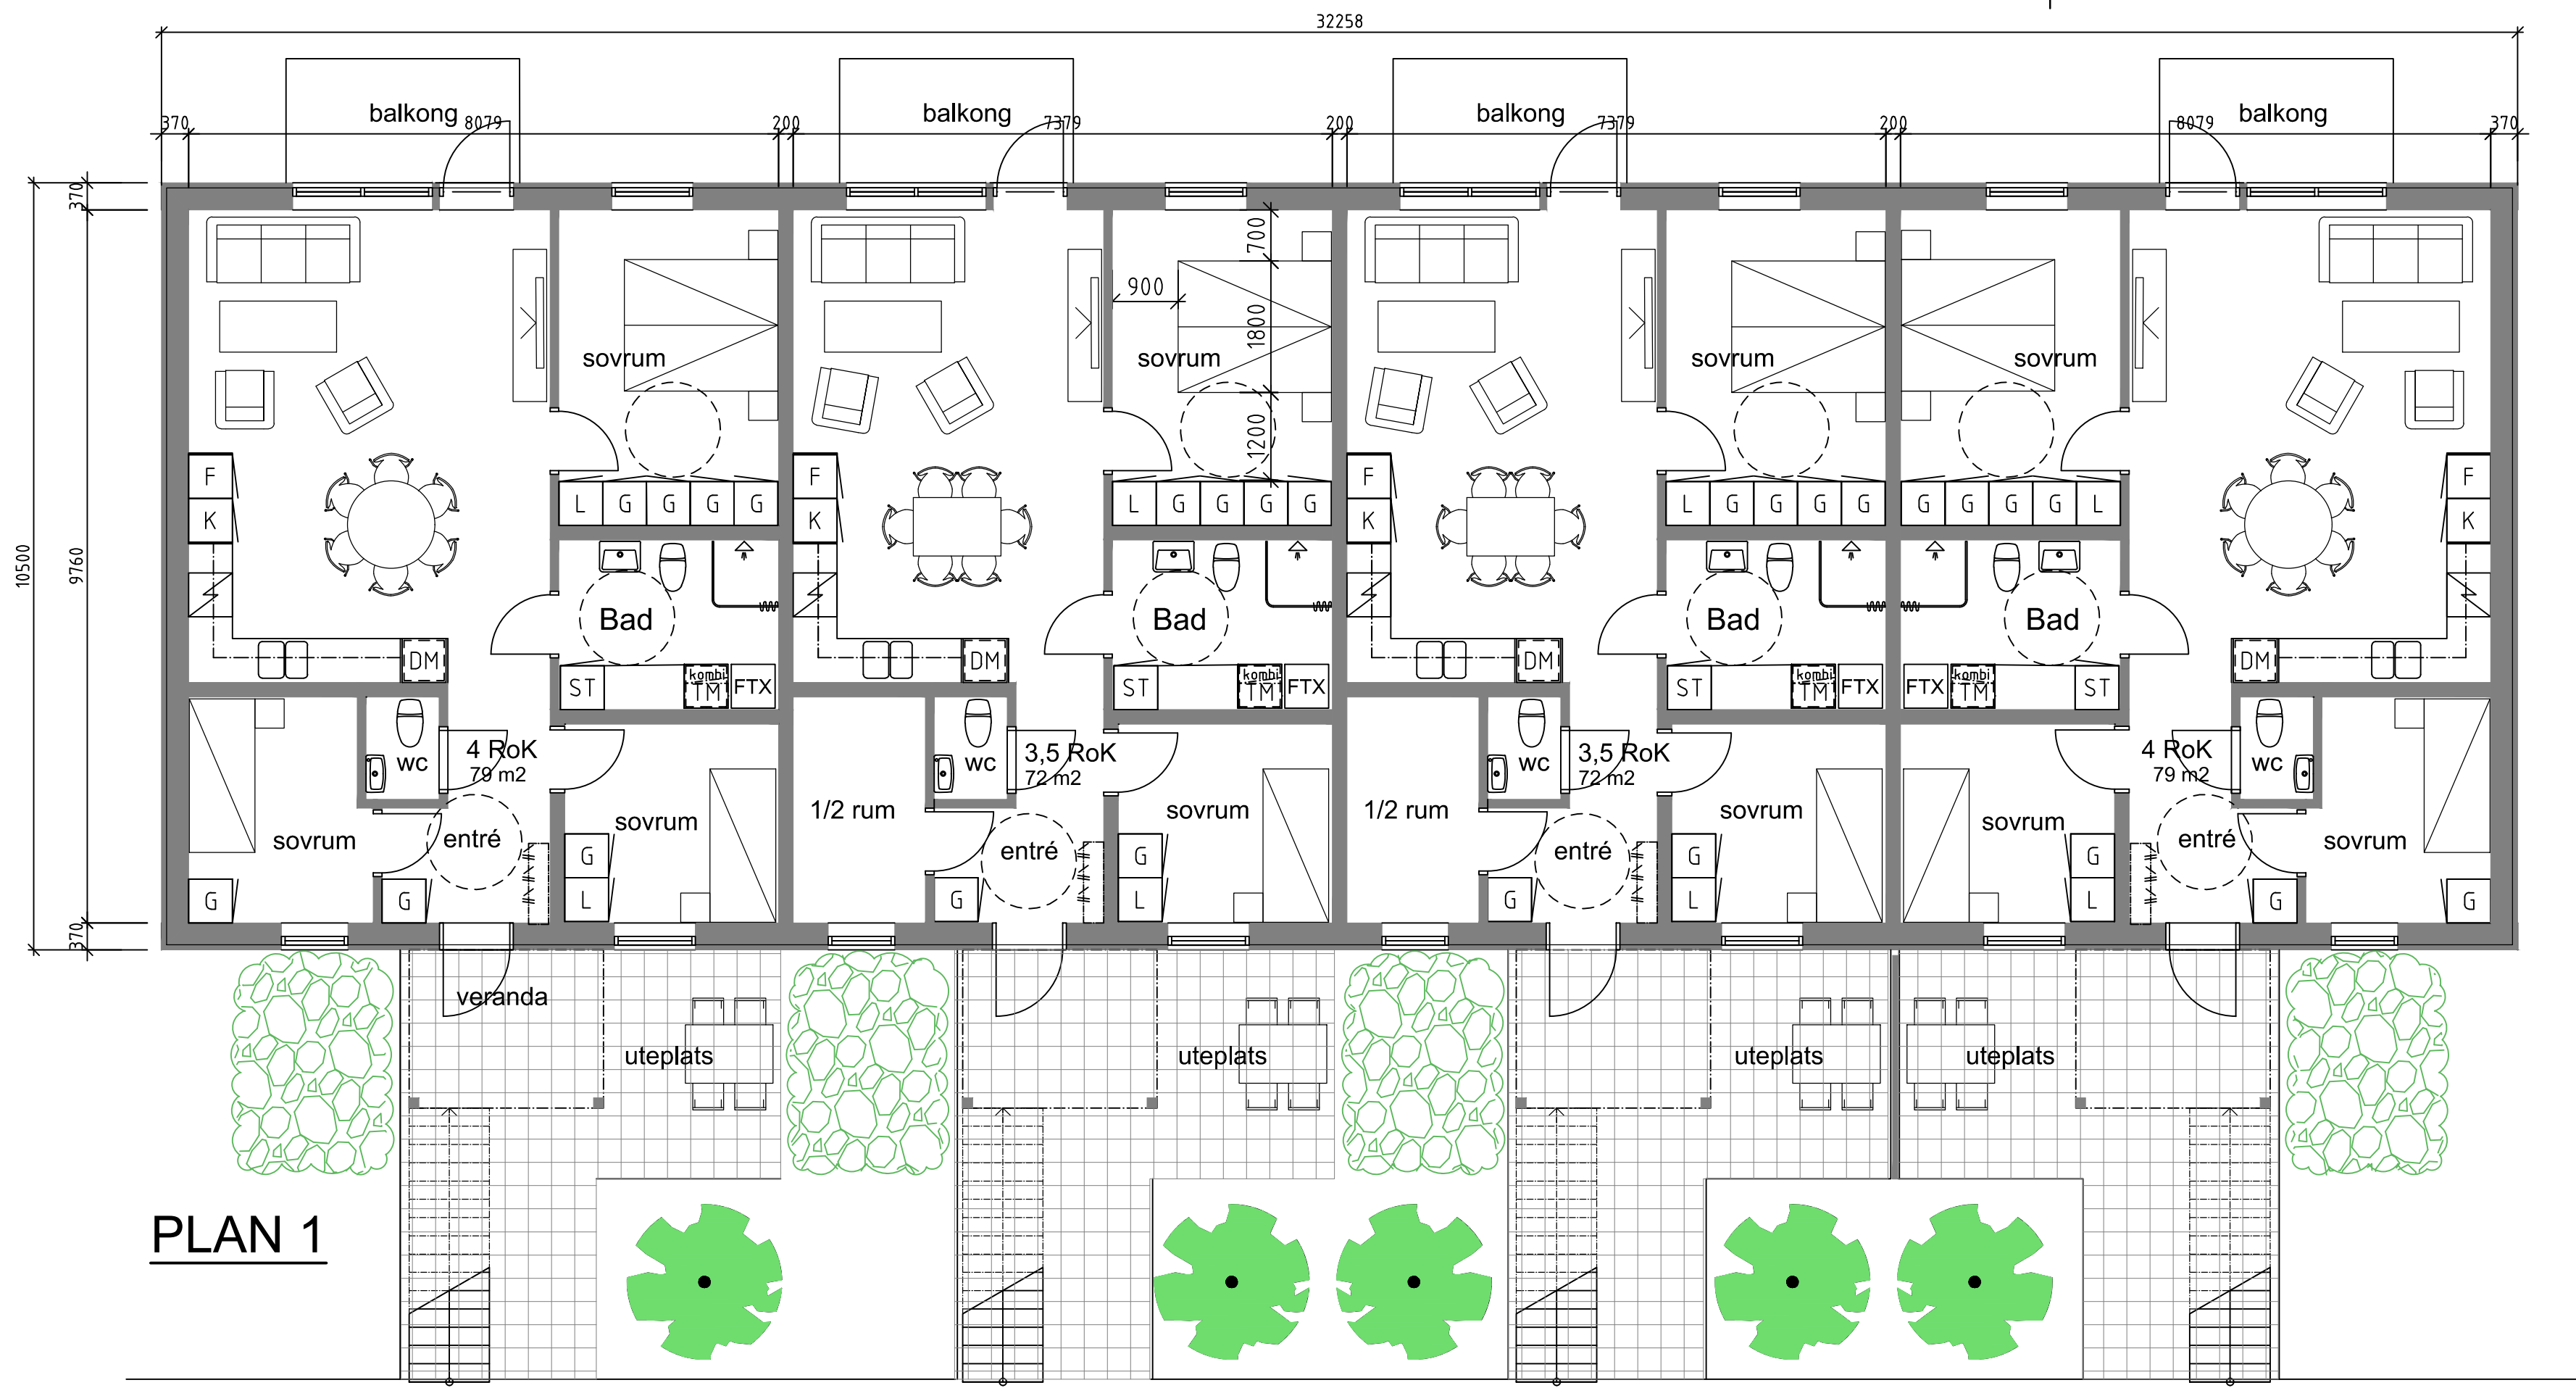 32258
balkong balkong balkong balkong
370 8079 200 7379 200 7379 200 8079 370
370
700
900
1800
sovrum sovrum sovrum sovrum
1200
F F F F
L G G G G L G G G G L G G G G G G G G L
K K K K
10500
9760
Bad Bad Bad Bad
DM DM DM DM
ST kombi TM FTX ST kombi TM FTX ST kombi TM FTX FTX kombi TM ST
4 RoK 3,5 RoK 3,5 RoK 4 RoK
wc wc wc wc
79 m2 72 m2 72 m2 79 m2
1/2 rum sovrum 1/2 rum sovrum
sovrum sovrum
sovrum entré entré entré entré sovrum
G G G G
G G L G L G L L G G
370
veranda
uteplats uteplats uteplats uteplats
PLAN 1